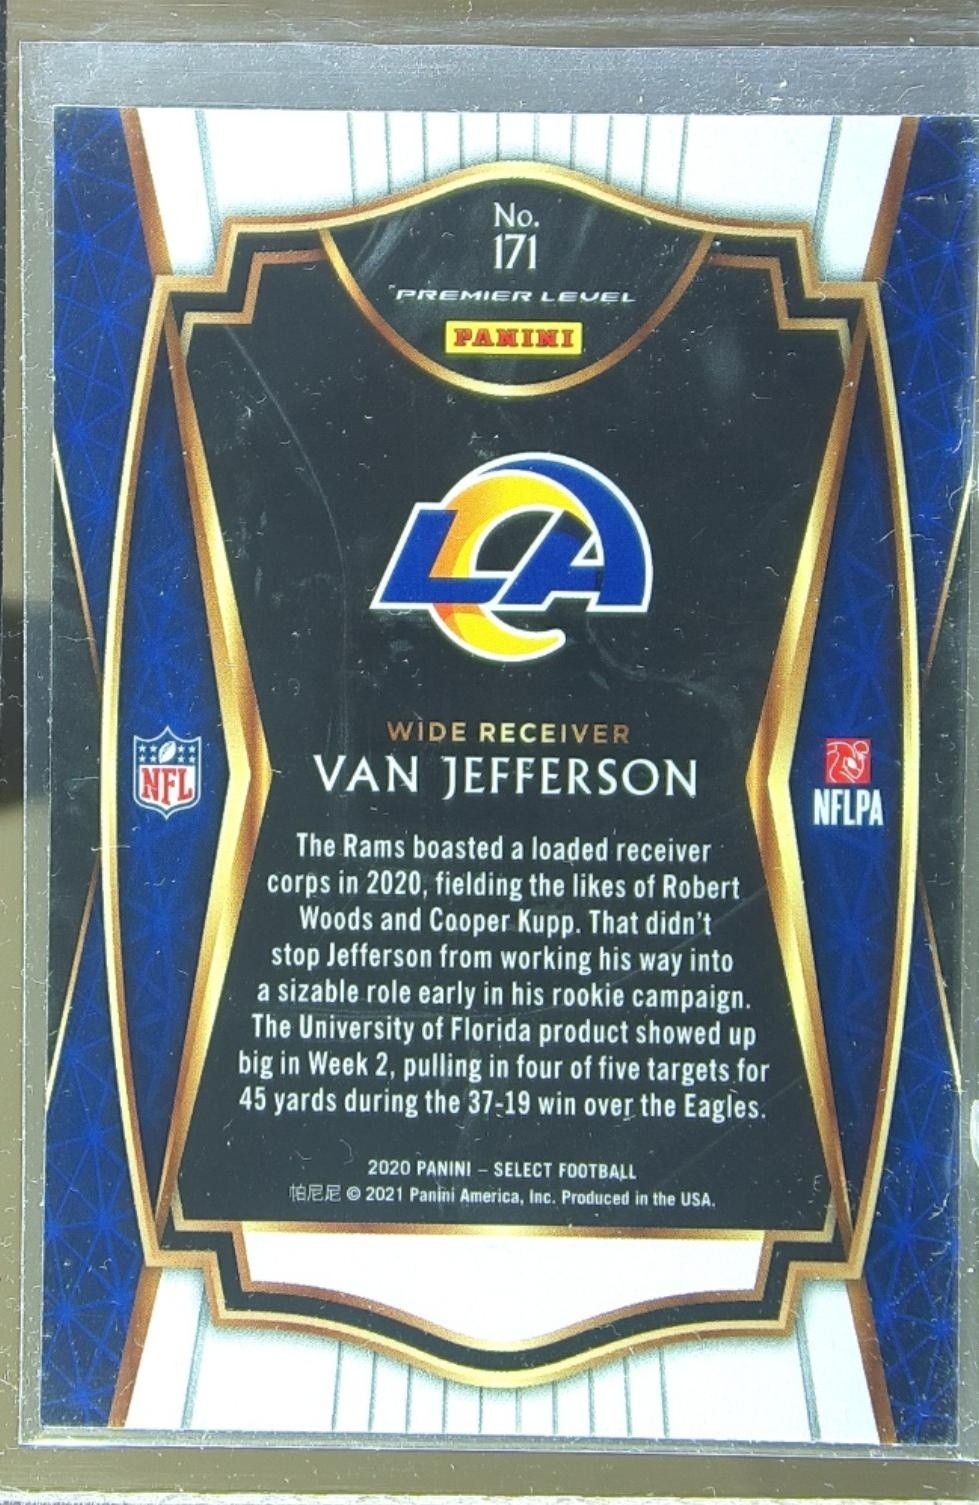 No.
171
PREMIER LEVEL
PANINI
LA
WIDE RECEIVER
VAN JEFFERSON
NFL
NFLPA
The Rams boasted a loaded receiver
corps in 2020, fielding the likes of Robert
Woods and Cooper Kupp. That didn't
stop Jefferson from working his way into
a sizable role early in his rookie campaign.
The University of Florida product showed up
big in Week 2, pulling in four of five targets for
45 yards during the 37-19 win over the Eagles.
2020 PANINI – SELECT FOOTBALL
帕尼尼 © 2021 Panini America, Inc. Produced in the USA.